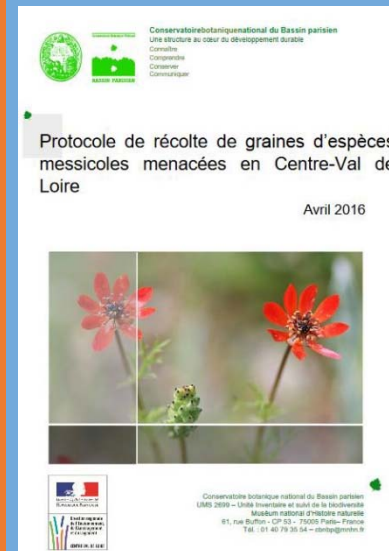 Conservatoirebotaniquenational du Bassin parisien
Une structure au cœur du développement durable
Connaître
Comprendre
Conserver
Communiquer
BASSIN PARISIEN
Protocole de récolte de graines d'espèces
messicoles menacées en Centre-Val de
Loire
Avril 2016
Conservatoire botanique national du Bassin parisien
UMS 2699 – Unité Inventaire et suivi de la biodiversité
Muséum national d'Histoire naturelle
61, rue Buffon - CP 53 - 75005 Paris– France
Tél. : 01 40 79 35 54 – cbnbp@mnhn.fr